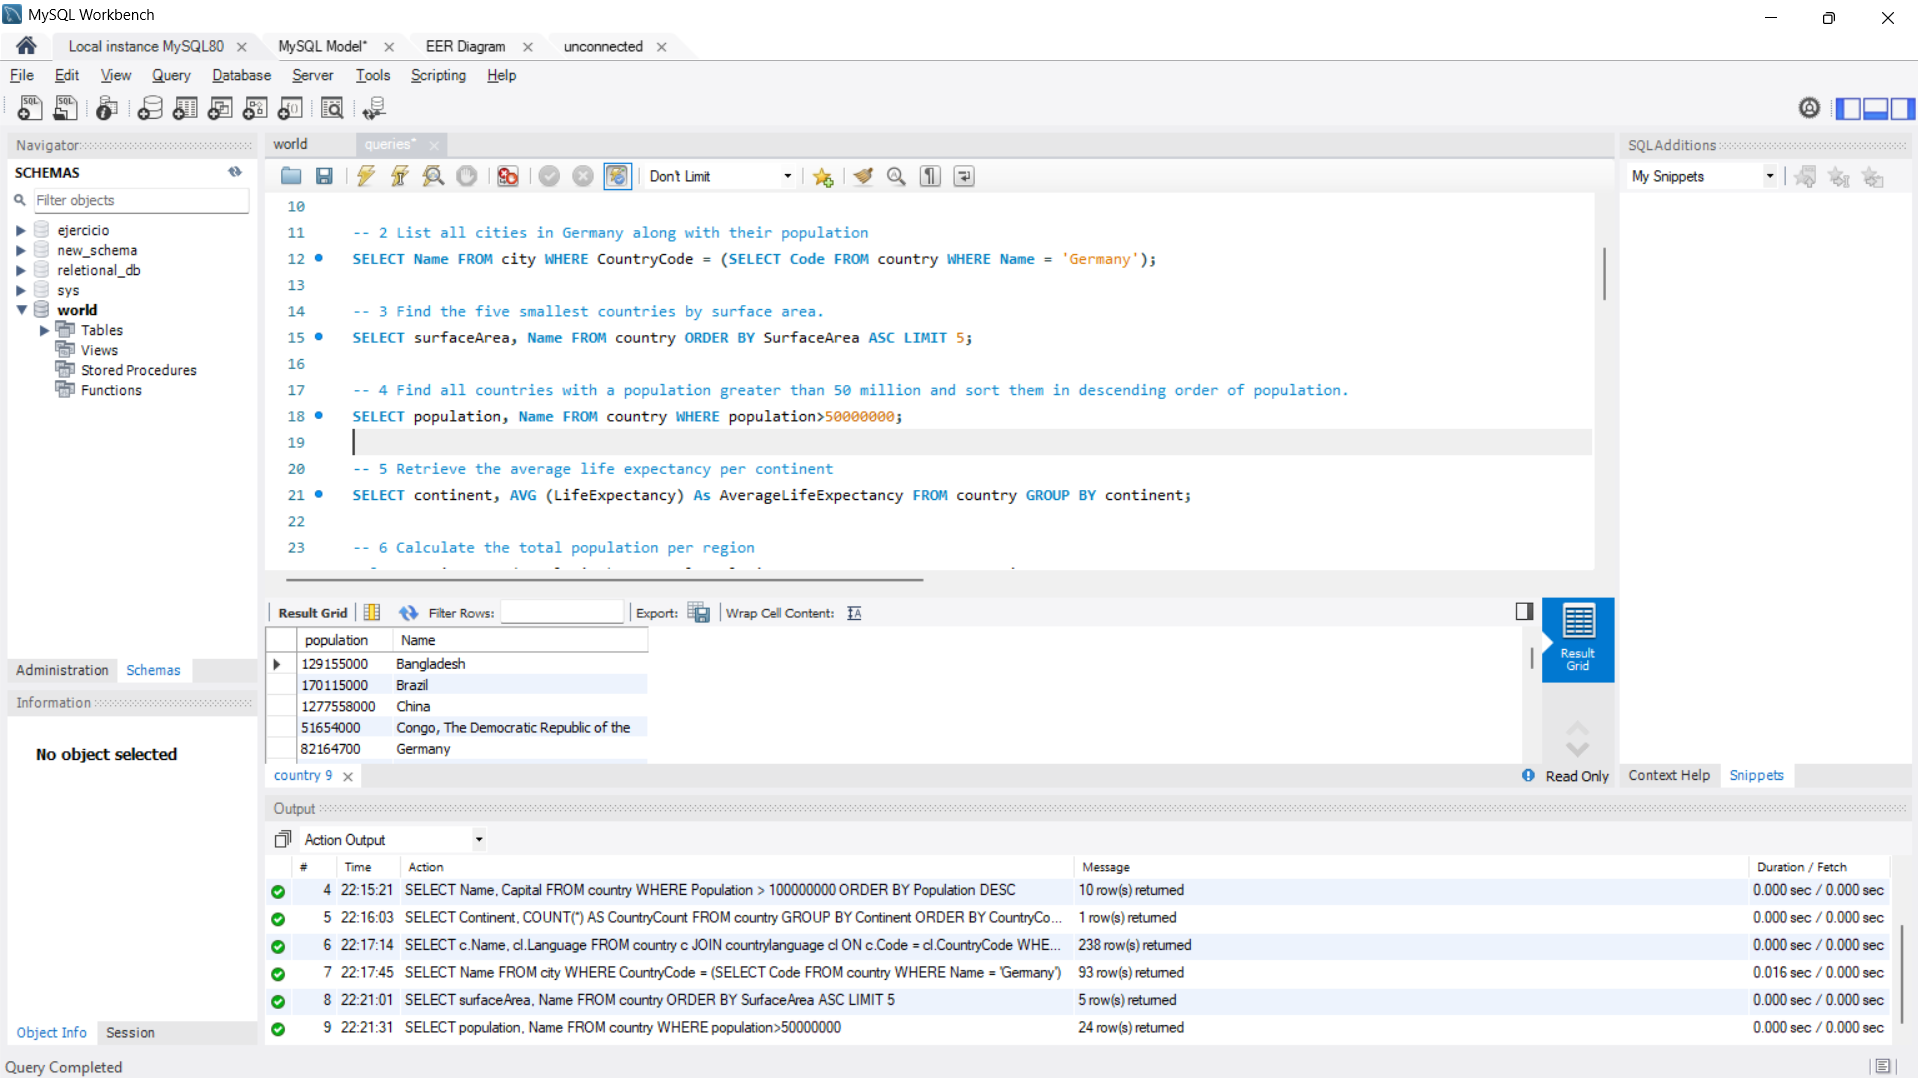 MySQL Workbench
Local instance MySQL80
MySQL Model*
EER Diagram
unconnected
File Edit View Query Database Server Tools Scripting Help
Navigator
SCHEMAS
Filter objects
ejercicio
new_schema
reletional_db
sys
world
Tables
Views
Stored Procedures
Functions
Administration Schemas
Information
No object selected
Object Info Session
Query Completed
world queries*
Don't Limit
10
11 -- 2 List all cities in Germany along with their population
12 SELECT Name FROM city WHERE CountryCode = (SELECT Code FROM country WHERE Name = 'Germany');
13
14 -- 3 Find the five smallest countries by surface area.
15 SELECT surfaceArea, Name FROM country ORDER BY SurfaceArea ASC LIMIT 5;
16
17 -- 4 Find all countries with a population greater than 50 million and sort them in descending order of population.
18 SELECT population, Name FROM country WHERE population>50000000;
19
20 -- 5 Retrieve the average life expectancy per continent
21 SELECT continent, AVG (LifeExpectancy) As AverageLifeExpectancy FROM country GROUP BY continent;
22
23 -- 6 Calculate the total population per region
Result Grid Filter Rows: Export: Wrap Cell Content:
population Name
129155000 Bangladesh
170115000 Brazil
1277558000 China
51654000 Congo, The Democratic Republic of the
82164700 Germany
Result
Grid
country 9
Read Only
SQLAdditions
My Snippets
Context Help Snippets
Output
Action Output
# Time Action Message Duration / Fetch
4 22:15:21 SELECT Name, Capital FROM country WHERE Population > 100000000 ORDER BY Population DESC 10 row(s) returned 0.000 sec / 0.000 sec
5 22:16:03 SELECT Continent, COUNT(*) AS CountryCount FROM country GROUP BY Continent ORDER BY CountryCo... 1 row(s) returned 0.000 sec / 0.000 sec
6 22:17:14 SELECT c.Name, cl.Language FROM country c JOIN countrylanguage cl ON c.Code = cl.CountryCode WHE... 238 row(s) returned 0.000 sec / 0.000 sec
7 22:17:45 SELECT Name FROM city WHERE CountryCode = (SELECT Code FROM country WHERE Name = 'Germany') 93 row(s) returned 0.016 sec / 0.000 sec
8 22:21:01 SELECT surfaceArea, Name FROM country ORDER BY SurfaceArea ASC LIMIT 5 5 row(s) returned 0.000 sec / 0.000 sec
9 22:21:31 SELECT population, Name FROM country WHERE population>50000000 24 row(s) returned 0.000 sec / 0.000 sec